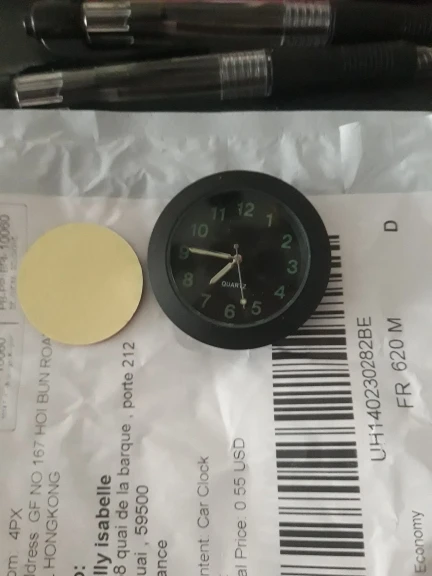 12
1
2
3
4
5
6
7
8
9
10
11
QUARTZ
om. 4PX
ddress GF NO 167 HOI BUN ROA
HONGKONG
o:
lly isabelle
8 quai de la barque , porte 212
uai , 59500
ance
ntent Car Clock
al Price: 0.55 USD
UH140230282BE
FR 620 M
D
Economy